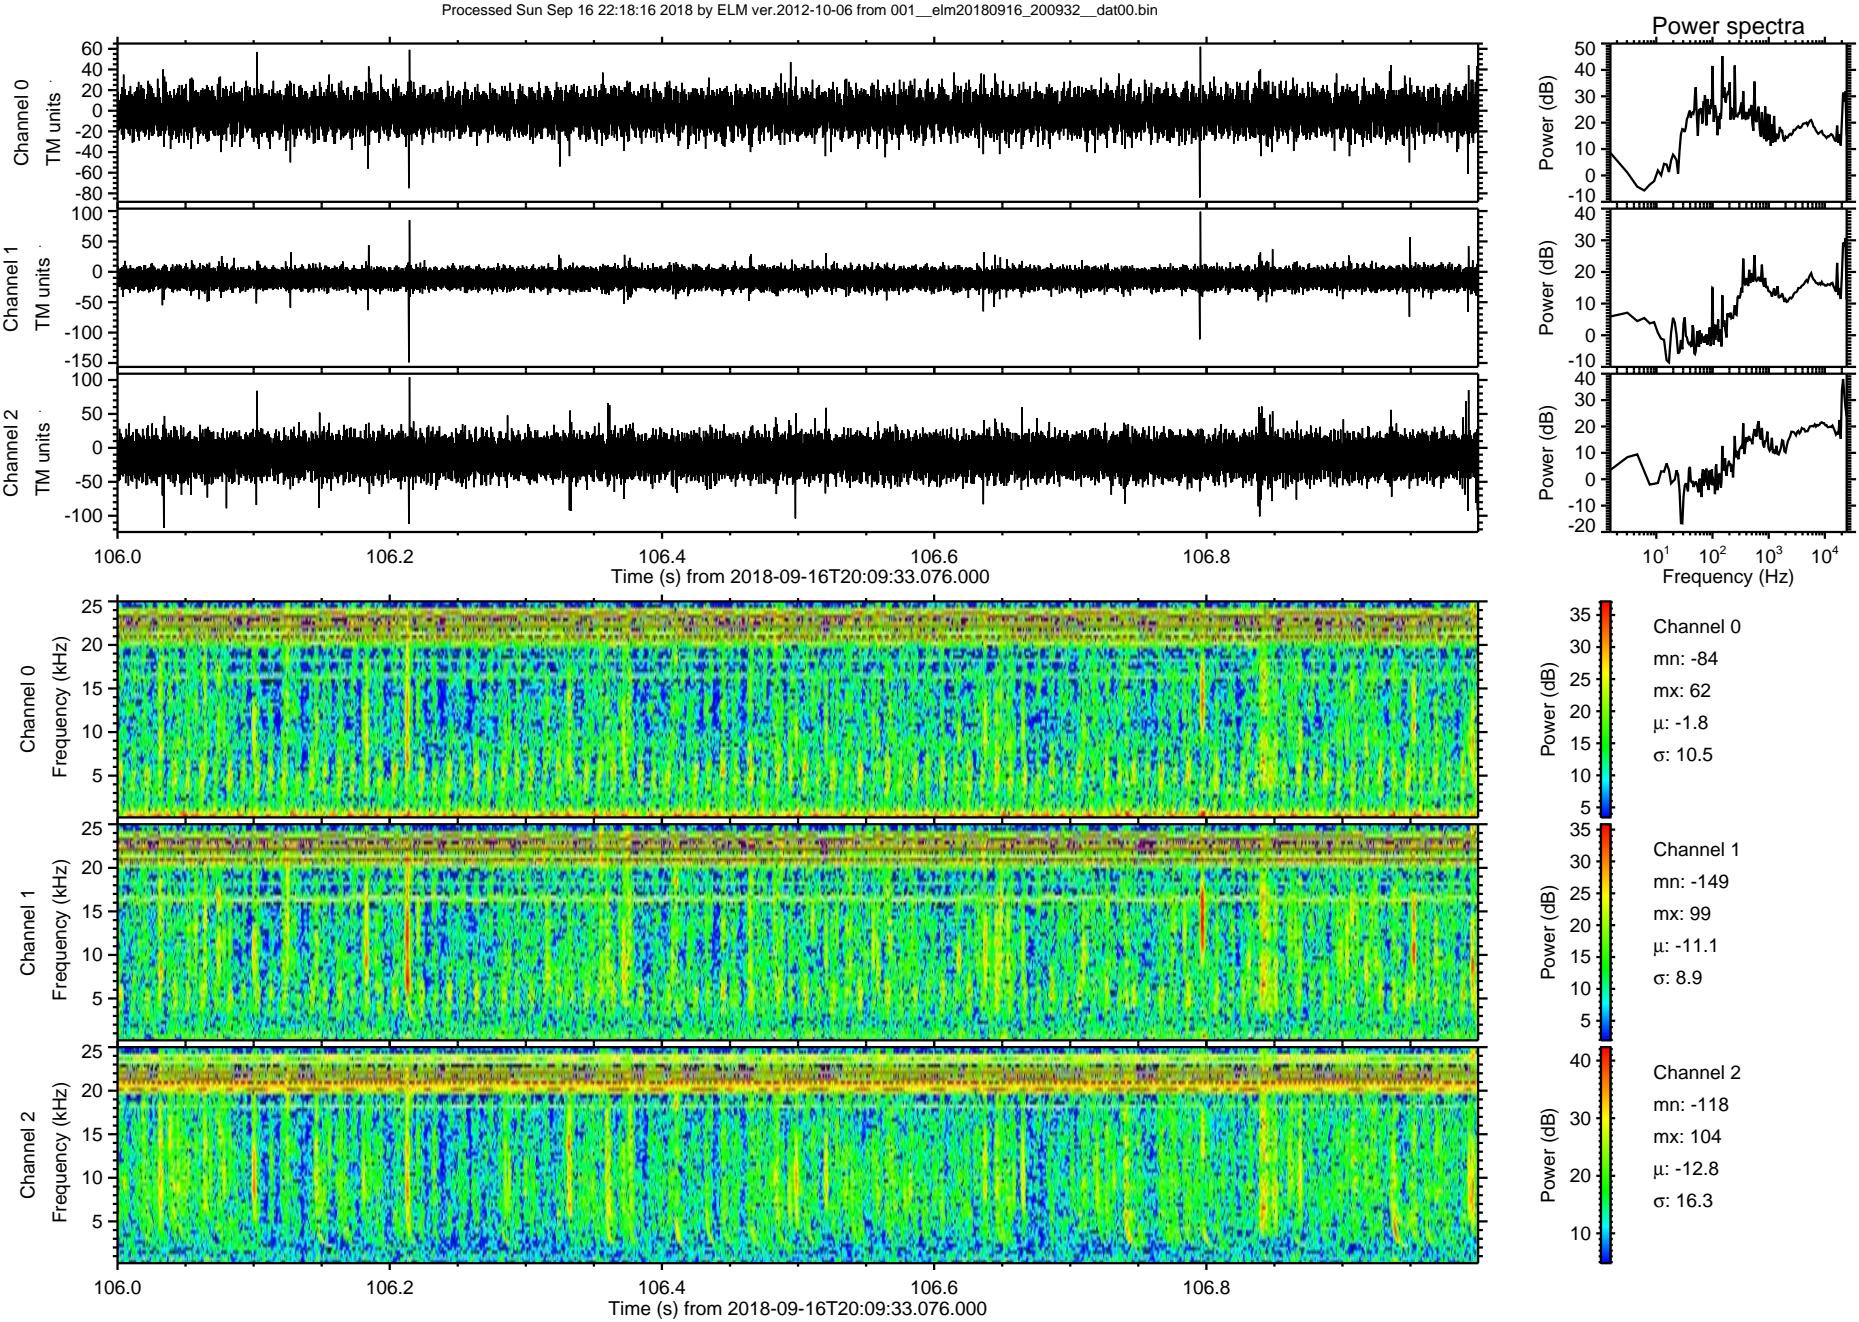 Processed Sun Sep 16 22:18:16 2018 by ELM ver.2012-10-06 from 001__elm20180916_200932__dat00.bin
Power spectra
Channel 0
TM units
60
40
20
0
-20
-40
-60
-80
Power (dB)
50
40
30
20
10
0
-10
Channel 1
TM units
100
50
0
-50
-100
-150
Power (dB)
40
30
20
10
0
-10
Channel 2
TM units
100
50
0
-50
-100
Power (dB)
40
30
20
10
0
-10
-20
106.0 106.2 106.4 106.6 106.8
Time (s) from 2018-09-16T20:09:33.076.000
10¹ 10² 10³ 10⁴
Frequency (Hz)
Channel 0
Frequency (kHz)
25
20
15
10
5
Power (dB)
35
30
25
20
15
10
5
Channel 0
mn: -84
mx: 62
µ: -1.8
σ: 10.5
Channel 1
Frequency (kHz)
25
20
15
10
5
Power (dB)
35
30
25
20
15
10
5
Channel 1
mn: -149
mx: 99
µ: -11.1
σ: 8.9
Channel 2
Frequency (kHz)
25
20
15
10
5
Power (dB)
40
30
20
10
Channel 2
mn: -118
mx: 104
µ: -12.8
σ: 16.3
106.0 106.2 106.4 106.6 106.8
Time (s) from 2018-09-16T20:09:33.076.000